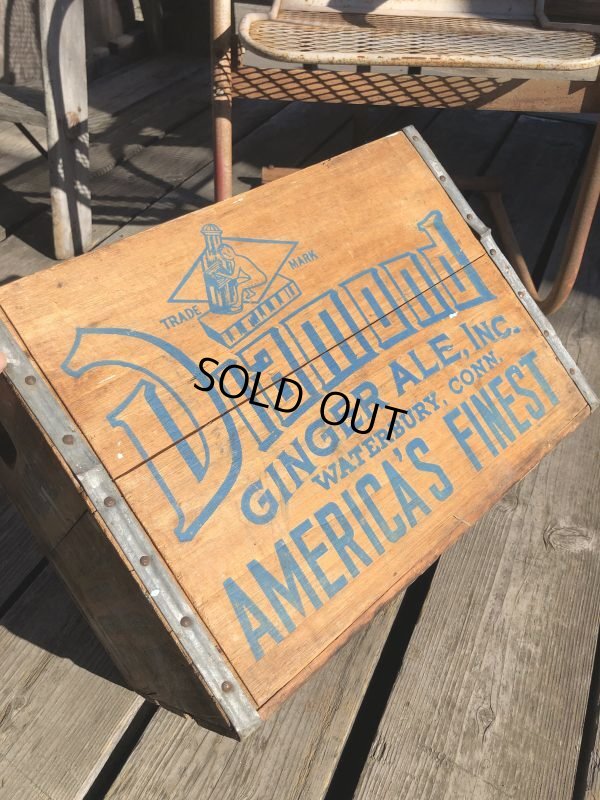 TRADE MARK
Diamond
GINGER ALE, INC.
WATERBURY, CONN.
AMERICA'S FINEST
SOLD OUT